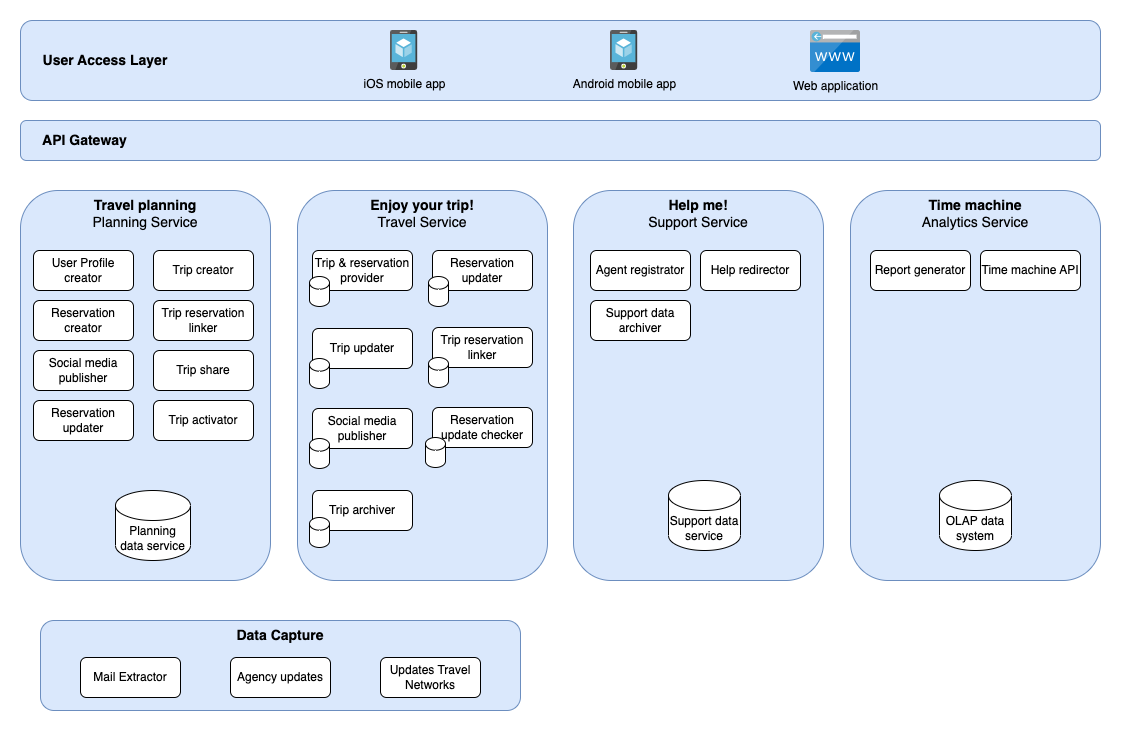 User Access Layer
iOS mobile app
Android mobile app
WWW
Web application
API Gateway
Travel planning
Planning Service
User Profile
creator
Trip creator
Reservation
creator
Trip reservation
linker
Social media
publisher
Trip share
Reservation
updater
Trip activator
Planning
data service
Enjoy your trip!
Travel Service
Trip & reservation
provider
Reservation
updater
Trip updater
Trip reservation
linker
Social media
publisher
Reservation
update checker
Trip archiver
Help me!
Support Service
Agent registrator
Help redirector
Support data
archiver
Support data
service
Time machine
Analytics Service
Report generator
Time machine API
OLAP data
system
Data Capture
Mail Extractor
Agency updates
Updates Travel
Networks